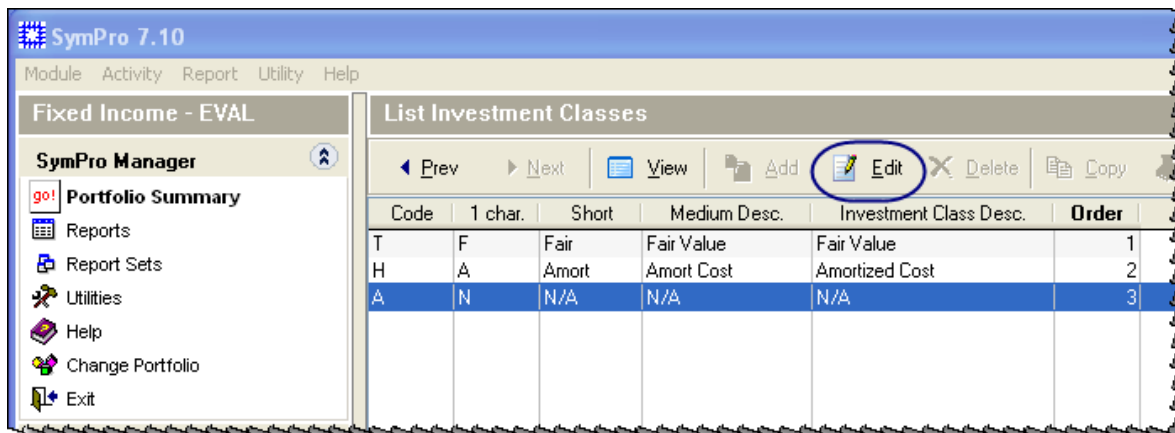 SymPro 7.10
Module Activity Report Utility Help
Fixed Income - EVAL
SymPro Manager
go! Portfolio Summary
Reports
Report Sets
Utilities
Help
Change Portfolio
Exit
List Investment Classes
Prev Next View Add Edit Delete Copy
Code 1 char. Short Medium Desc. Investment Class Desc. Order
T F Fair Fair Value Fair Value 1
H A Amort Amort Cost Amortized Cost 2
A N N/A N/A N/A 3